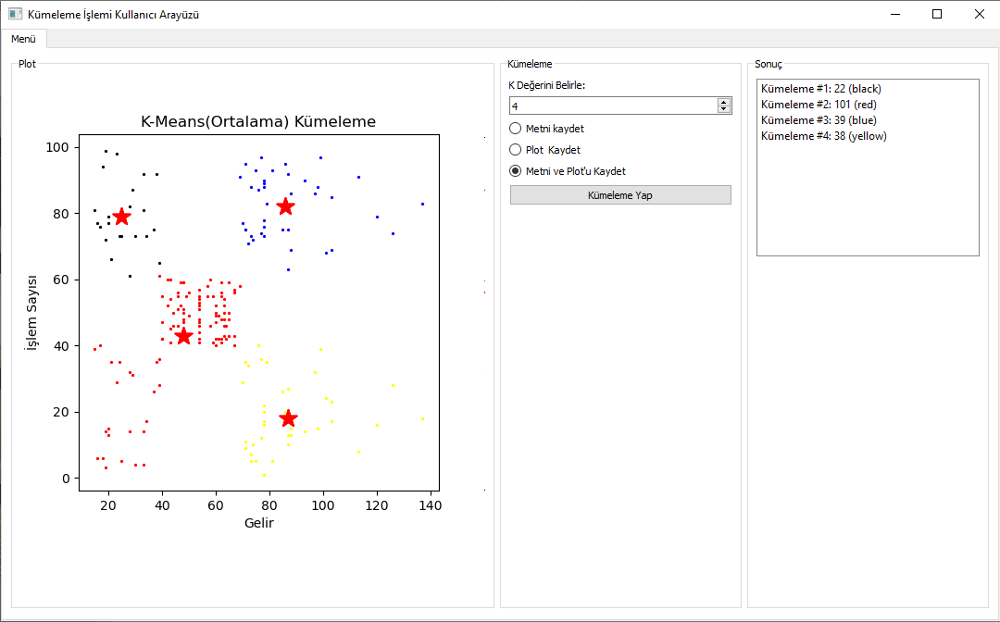 Kümeleme İşlemi Kullanıcı Arayüzü
Menü
Plot
K-Means(Ortalama) Kümeleme
100
80
60
40
20
0
İşlem Sayısı
20 40 60 80 100 120 140
Gelir
Kümeleme
K Değerini Belirle:
4
Metni kaydet
Plot Kaydet
Metni ve Plot'u Kaydet
Kümeleme Yap
Sonuç
Kümeleme #1: 22 (black)
Kümeleme #2: 101 (red)
Kümeleme #3: 39 (blue)
Kümeleme #4: 38 (yellow)